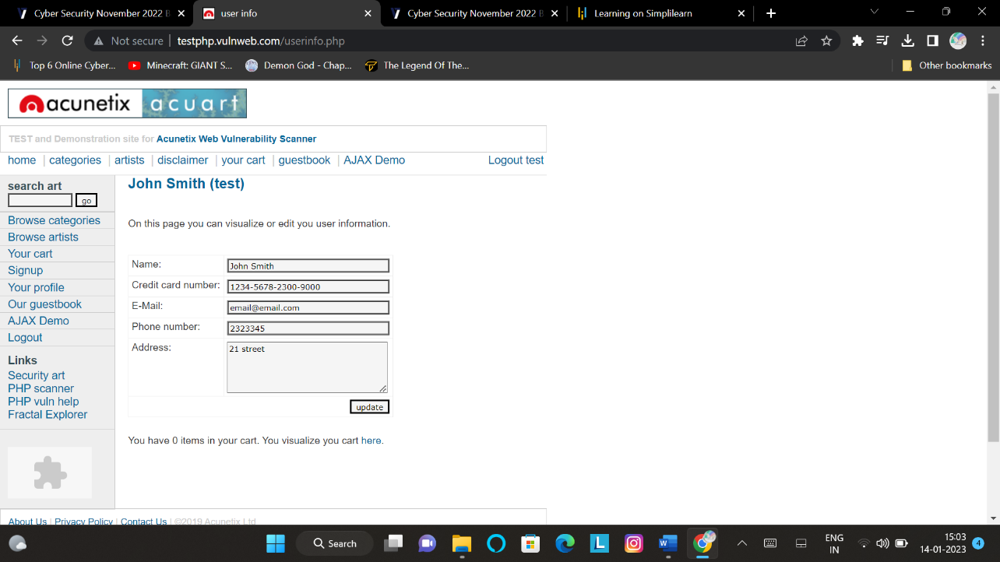 Cyber Security November 2022 B
user info
Cyber Security November 2022 B
Learning on Simplilearn
Not secure
testphp.vulnweb.com/userinfo.php
Top 6 Online Cyber...
Minecraft: GIANT S...
Demon God - Chap...
The Legend Of The...
Other bookmarks
acunetix acuart
TEST and Demonstration site for Acunetix Web Vulnerability Scanner
home | categories | artists | disclaimer | your cart | guestbook | AJAX Demo
Logout test
search art
go
Browse categories
Browse artists
Your cart
Signup
Your profile
Our guestbook
AJAX Demo
Logout
Links
Security art
PHP scanner
PHP vuln help
Fractal Explorer
John Smith (test)
On this page you can visualize or edit you user information.
Name: John Smith
Credit card number: 1234-5678-2300-9000
E-Mail: email@email.com
Phone number: 2323345
Address: 21 street
update
You have 0 items in your cart. You visualize you cart here.
About Us | Privacy Policy | Contact Us | ©2019 Acunetix Ltd
Search
L
W
ENG
IN
15:03
14-01-2023
4